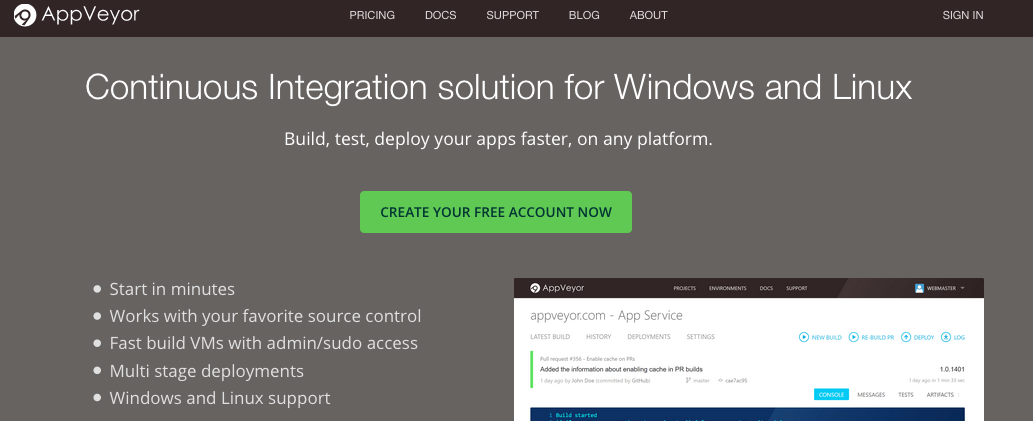 AppVeyor PRICING DOCS SUPPORT BLOG ABOUT SIGN IN
Continuous Integration solution for Windows and Linux
Build, test, deploy your apps faster, on any platform.
CREATE YOUR FREE ACCOUNT NOW
Start in minutes
Works with your favorite source control
Fast build VMs with admin/sudo access
Multi stage deployments
Windows and Linux support
AppVeyor PROJECTS ENVIRONMENTS DOCS SUPPORT WEBMASTER
appveyor.com - App Service
LATEST BUILD HISTORY DEPLOYMENTS SETTINGS NEW BUILD RE-BUILD PR DEPLOY LOG
Pull request #356 - Enable cache on PRs
Added the information about enabling cache in PR builds 1.0.1401
1 day ago by John Doe (committed by GitHub) master cae7ac95 1 day ago in 1 min 33 sec
CONSOLE MESSAGES TESTS ARTIFACTS
1 Build started